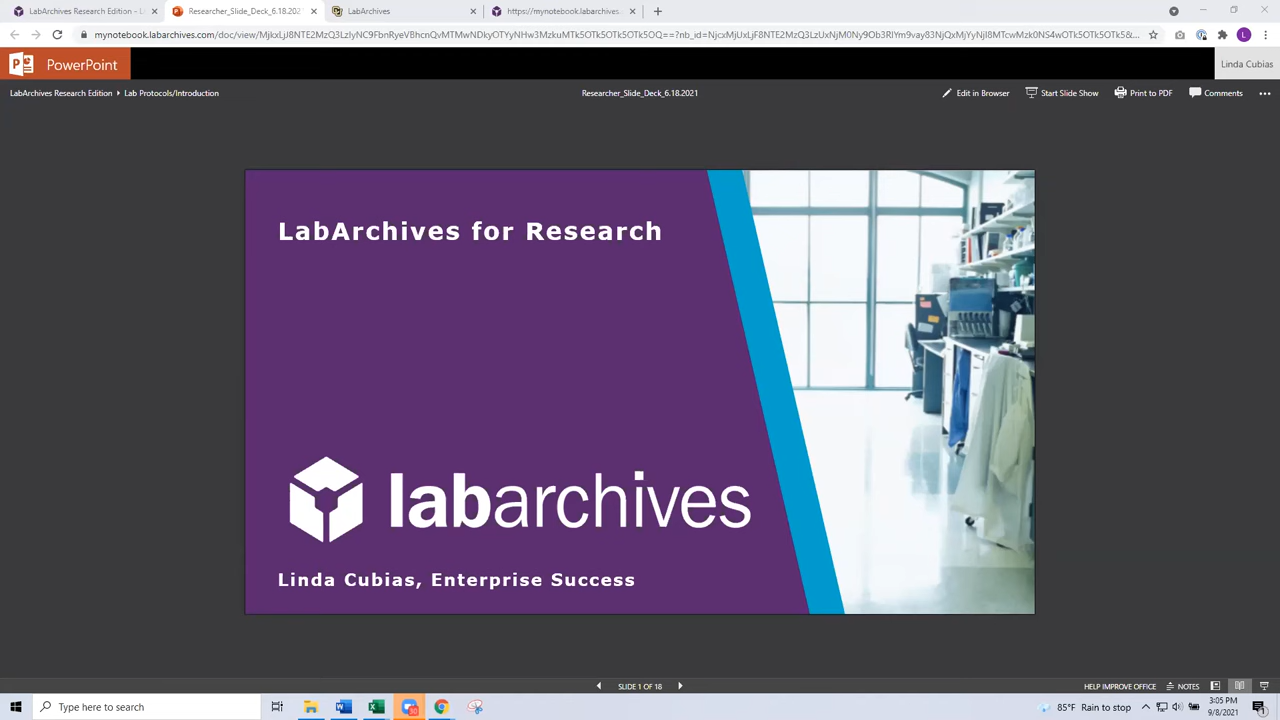 LabArchives Research Edition – L
Researcher_Slide_Deck_6.18.202
LabArchives
https://mynotebook.labarchives.
PowerPoint
Linda Cubias
LabArchives Research Edition
Lab Protocols/Introduction
Researcher_Slide_Deck_6.18.2021
Edit in Browser
Start Slide Show
Print to PDF
Comments
LabArchives for Research
labarchives
Linda Cubias, Enterprise Success
SLIDE 1 OF 18
HELP IMPROVE OFFICE
NOTES
Type here to search
85°F Rain to stop
3:05 PM
9/8/2021